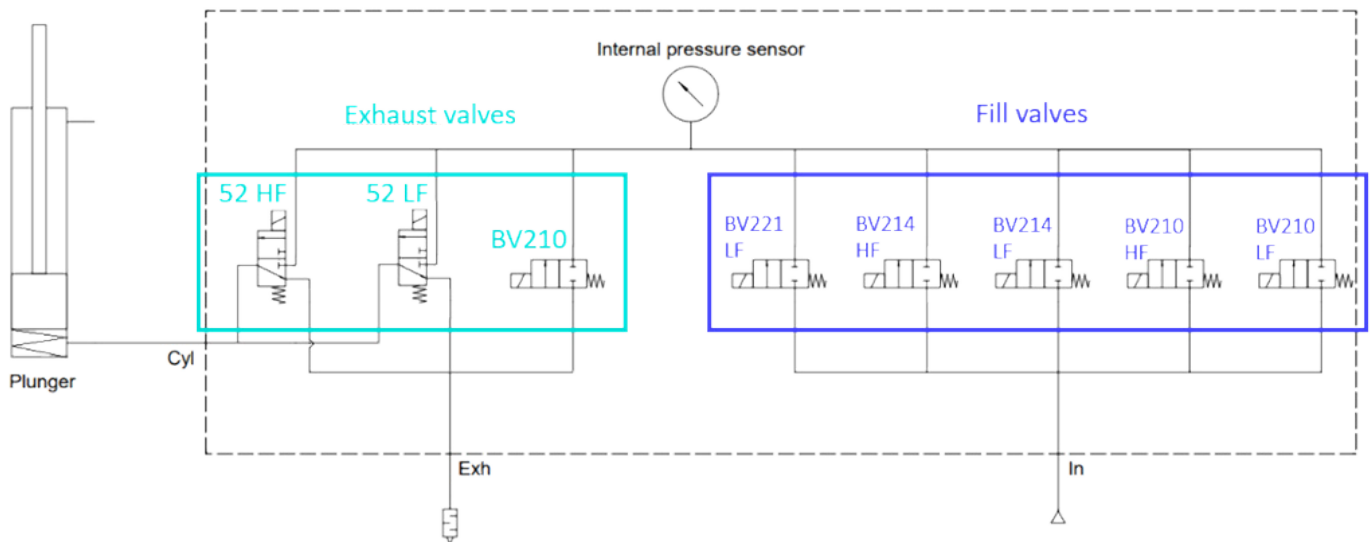 Internal pressure sensor
Exhaust valves
Fill valves
52 HF
52 LF
BV210
BV221
LF
BV214
HF
BV214
LF
BV210
HF
BV210
LF
Cyl
Plunger
Exh
In